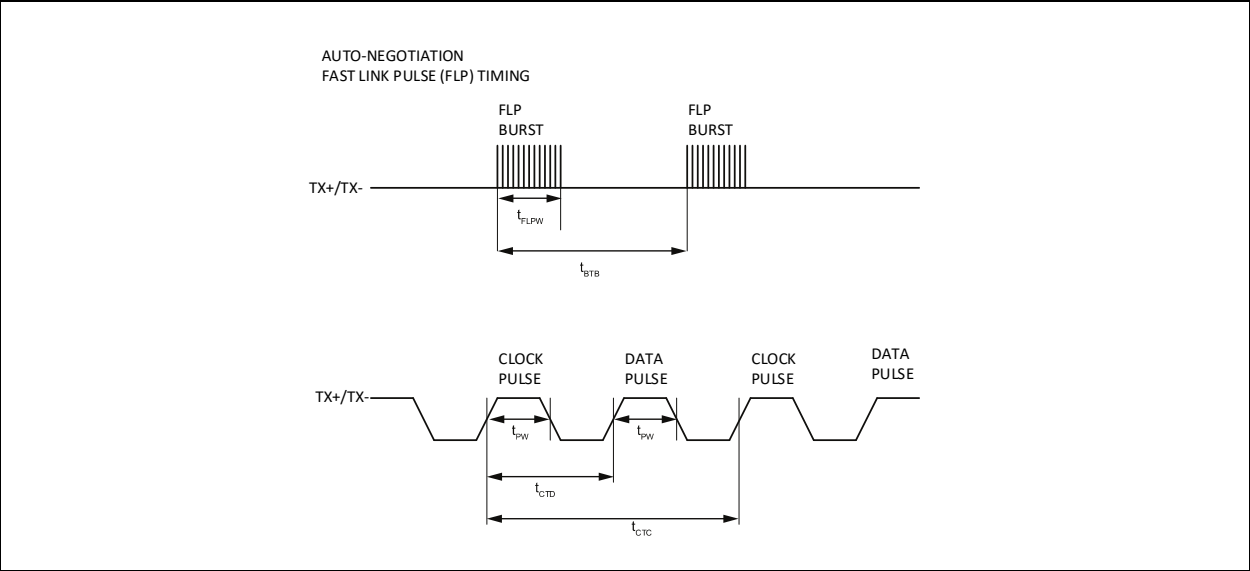 AUTO-NEGOTIATION
FAST LINK PULSE (FLP) TIMING
FLP
BURST
FLP
BURST
TX+/TX-
tFLPW
tBTB
CLOCK
PULSE
DATA
PULSE
CLOCK
PULSE
DATA
PULSE
TX+/TX-
tPW
tPW
tCTD
tCTC